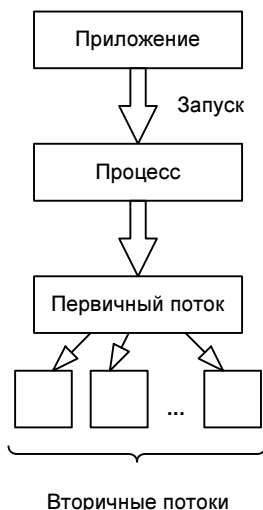 Приложение
Запуск
Процесс
Первичный поток
...
Вторичные потоки